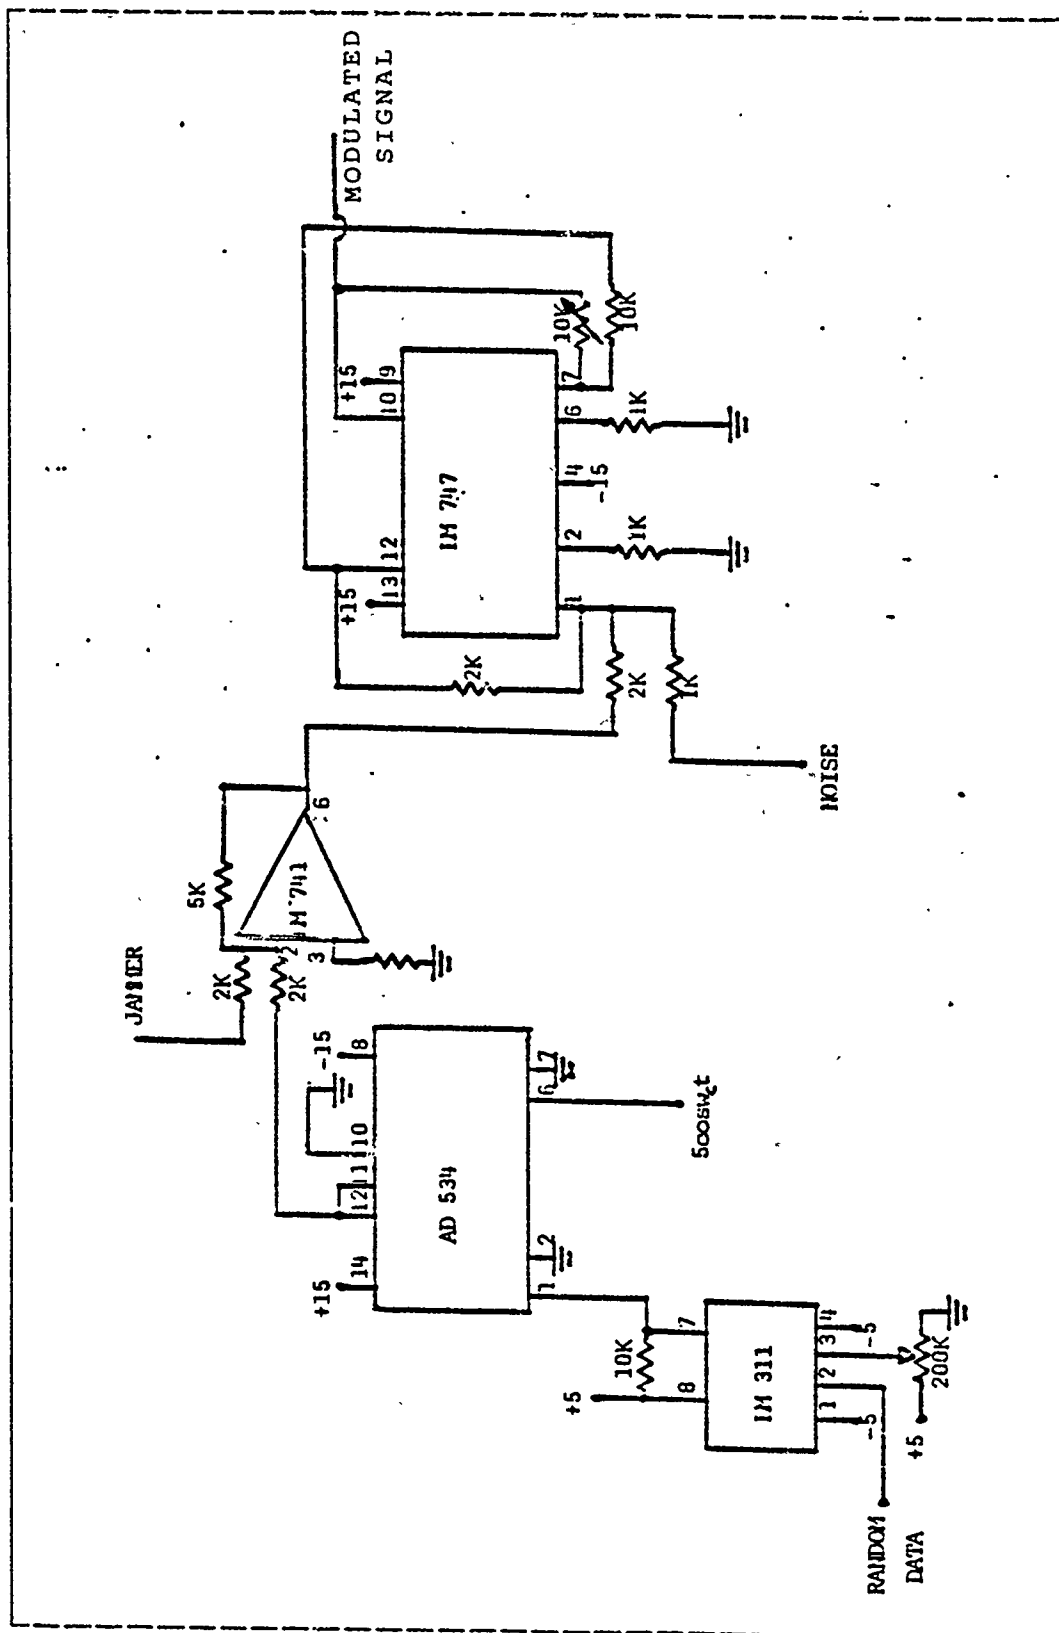 JAMMER
2K
2K
5K
2
3
LM 741
6
MODULATED
SIGNAL
+15
14
12
11
10
-15
8
AD 534
1
2
6
7
5cosw_ct
+15
13
12
+15
10
9
LM 747
1
2
4
6
7
2K
2K
1K
1K
-15
1K
10K
10K
NOISE
+5
10K
8
7
LM 311
1
2
3
4
-5
-5
+5
200K
RANDOM
DATA